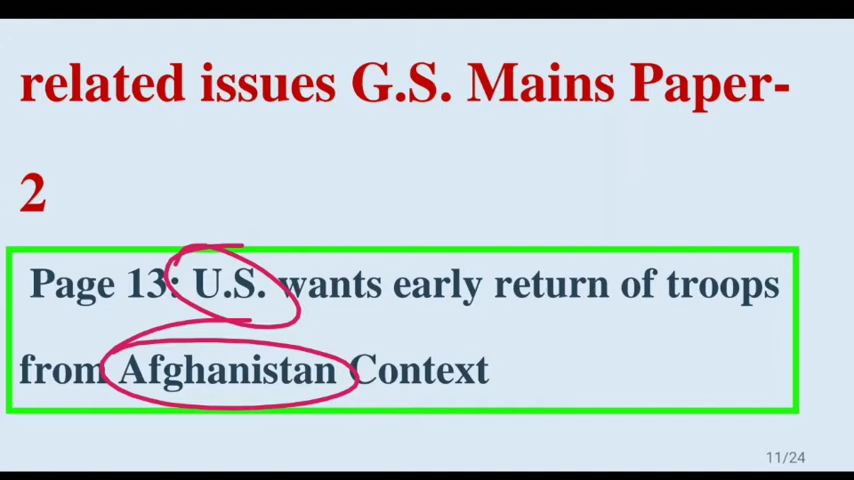 related issues G.S. Mains Paper-
2
Page 13: U.S. wants early return of troops
from Afghanistan Context
11/24